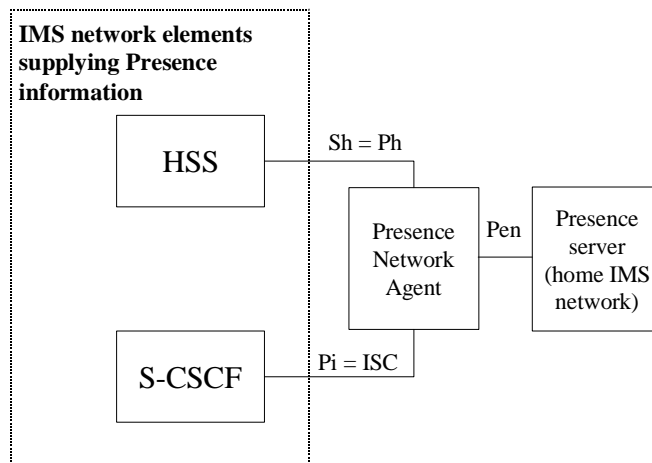 IMS network elements
supplying Presence
information
HSS
Sh = Ph
Presence
Network
Agent
Pen
Presence
server
(home IMS
network)
S-CSCF
Pi = ISC